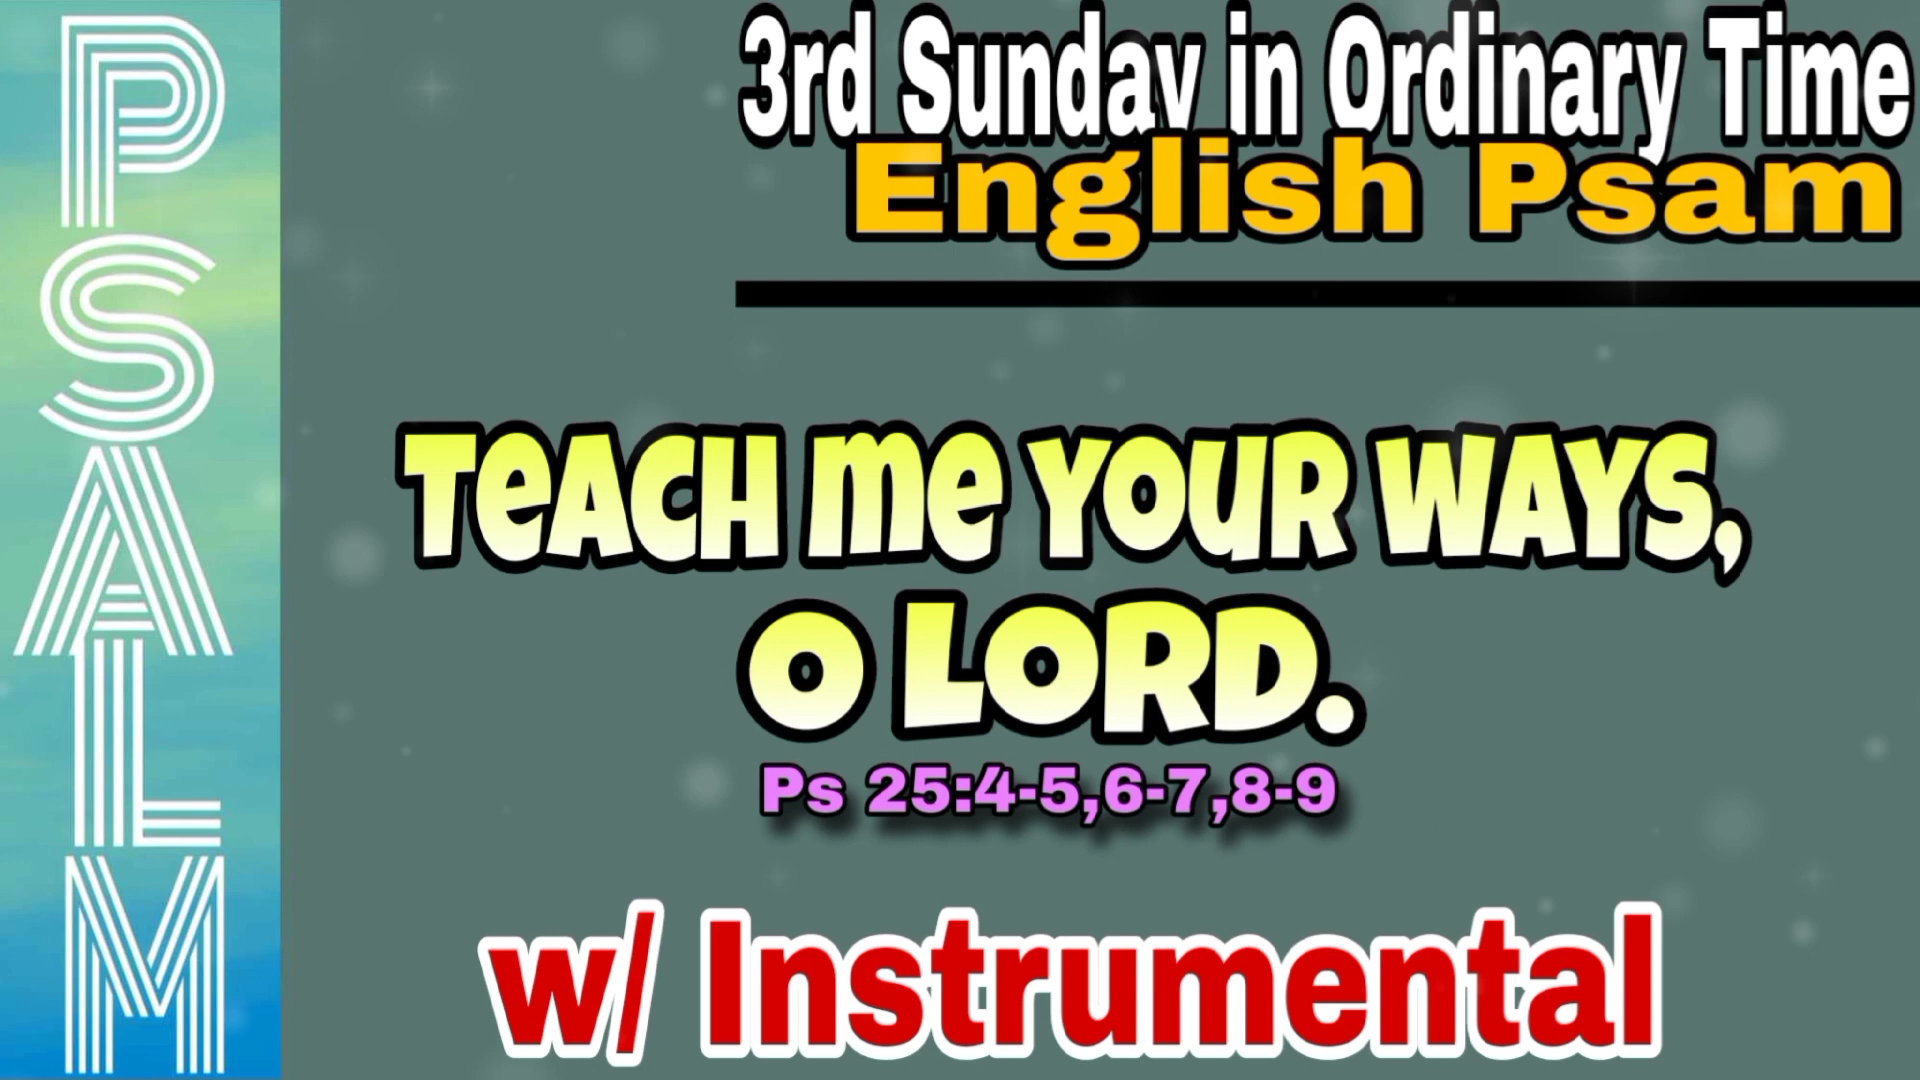 PSALM
3rd Sunday in Ordinary Time
English Psam
Teach me your ways,
o Lord.
Ps 25:4-5,6-7,8-9
w/ Instrumental